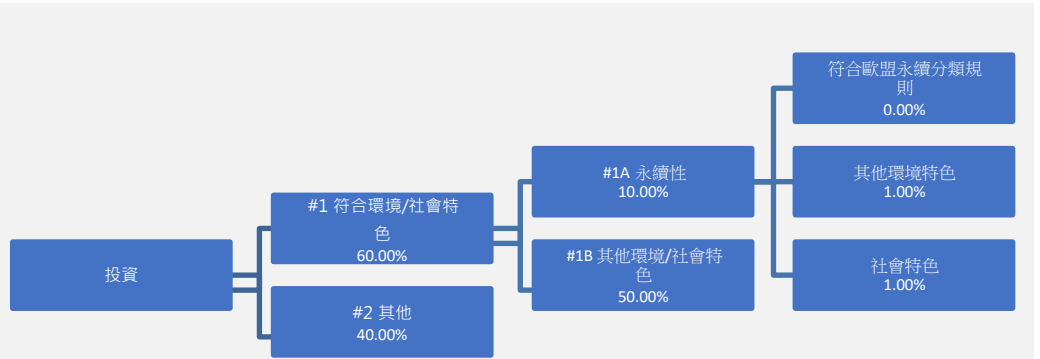 投資
#1 符合環境/社會特
色
60.00%
#2 其他
40.00%
#1A 永續性
10.00%
#1B 其他環境/社會特
色
50.00%
符合歐盟永續分類規
則
0.00%
其他環境特色
1.00%
社會特色
1.00%